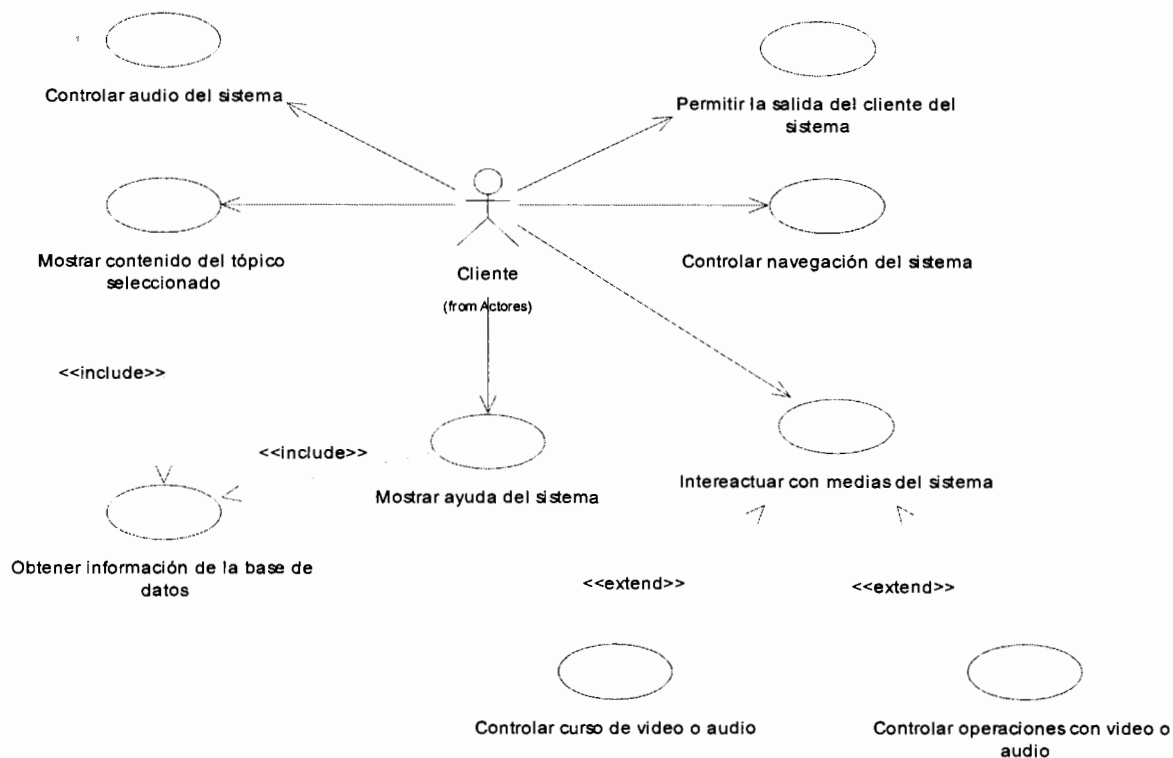 Controlar audio del sistema
Permitir la salida del cliente del
sistema
Mostrar contenido del tópico
seleccionado
Cliente
(from Actores)
Controlar navegación del sistema
<<include>>
<<include>>
Mostrar ayuda del sistema
Intereactuar con medias del sistema
Obtener información de la base de
datos
<<extend>>
<<extend>>
Controlar curso de video o audio
Controlar operaciones con video o
audio